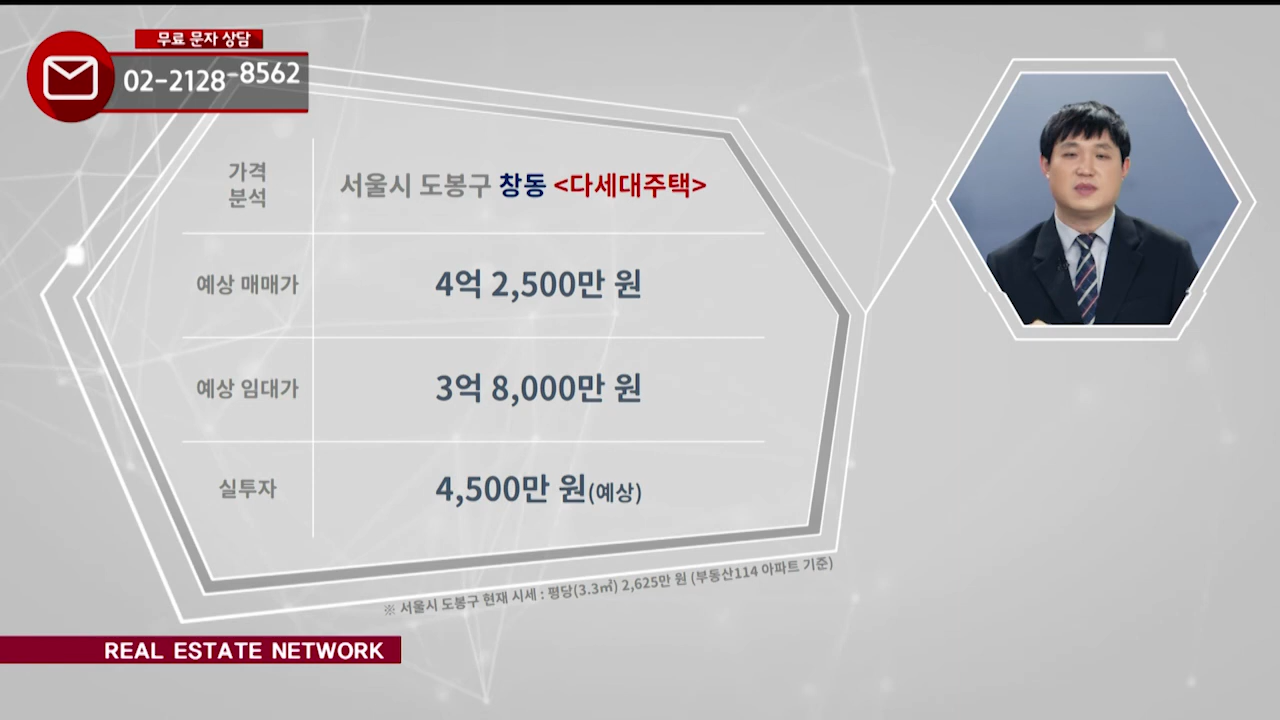 무료 문자 상담
02-2128-8562
가격
분석
서울시 도봉구 창동 <다세대주택>
예상 매매가
4억 2,500만 원
예상 임대가
3억 8,000만 원
실투자
4,500만 원(예상)
※ 서울시 도봉구 현재 시세 : 평당(3.3㎡) 2,625만 원 (부동산114 아파트 기준)
REAL ESTATE NETWORK